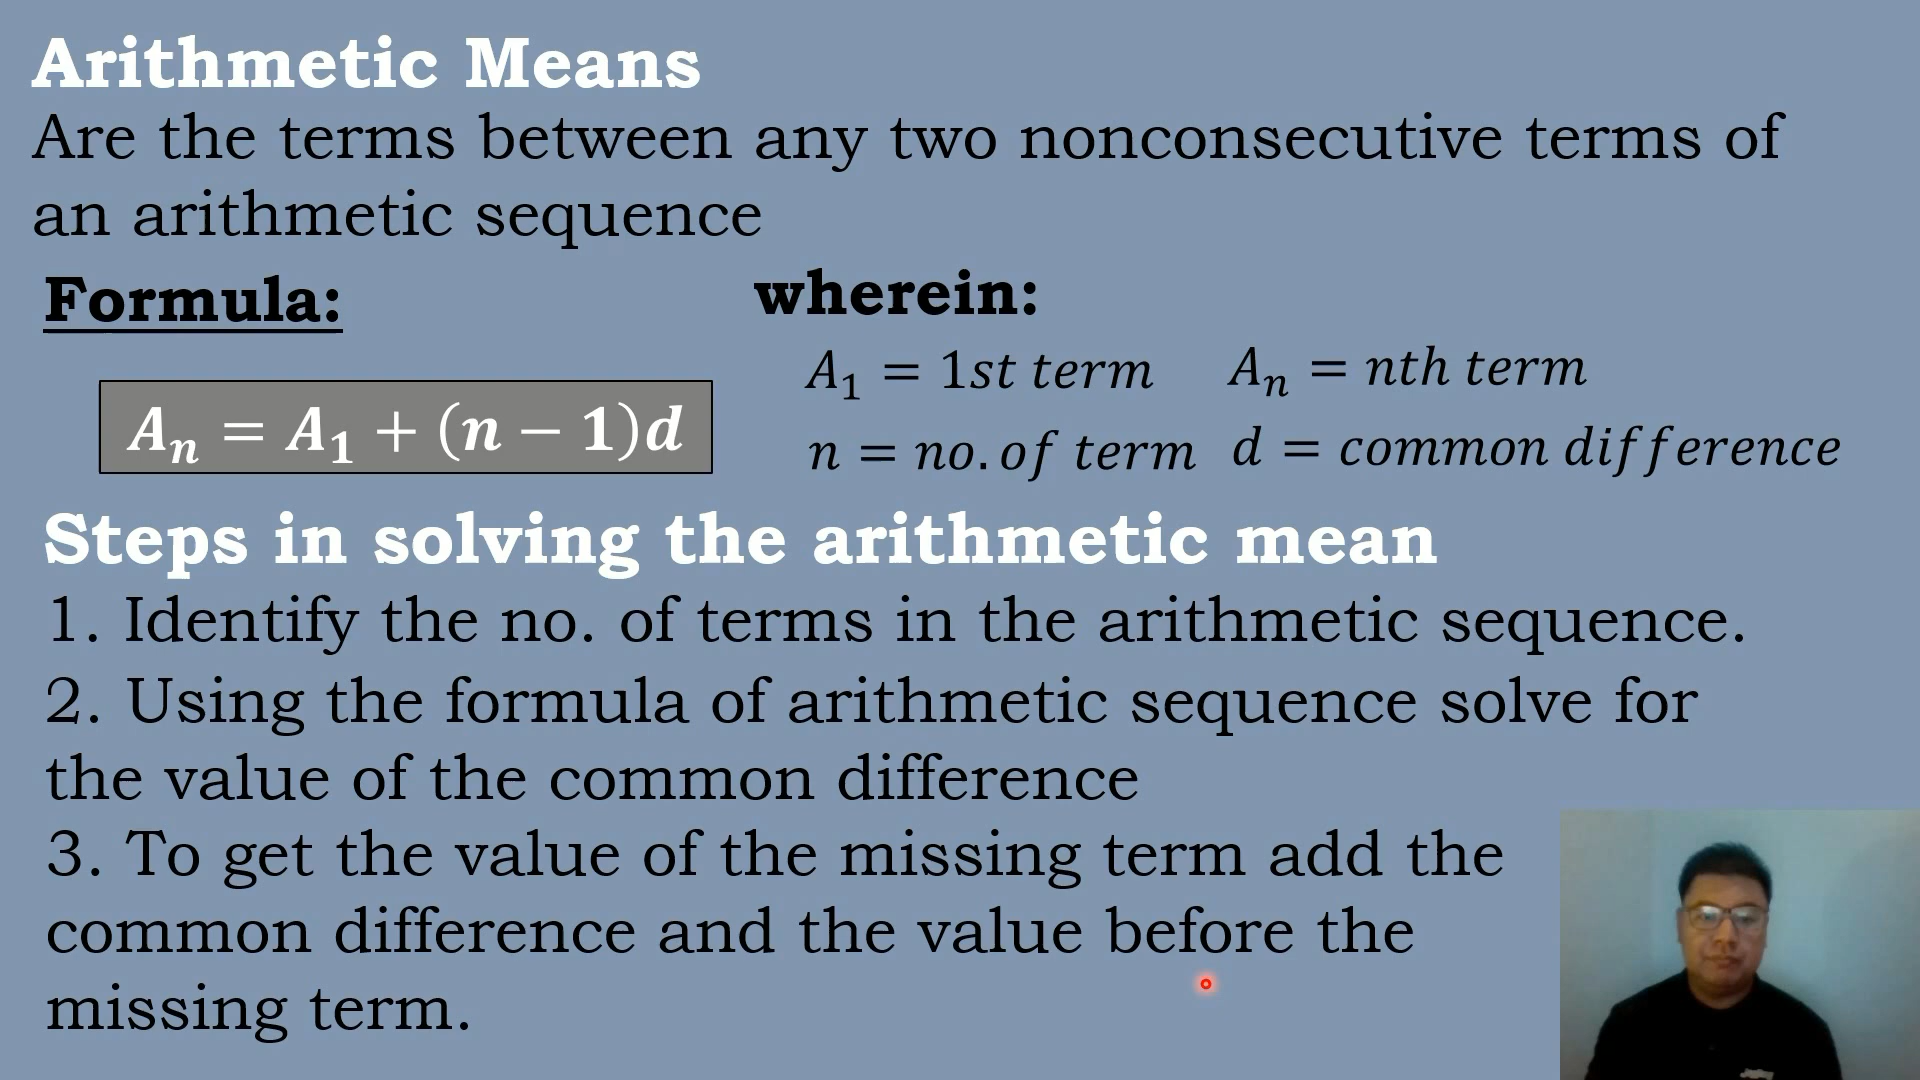 Arithmetic Means
Are the terms between any two nonconsecutive terms of
an arithmetic sequence
Formula:
wherein:
A₁ = 1st term
Aₙ = nth term
Aₙ = A₁ + (n − 1)d
n = no. of term
d = common difference
Steps in solving the arithmetic mean
1. Identify the no. of terms in the arithmetic sequence.
2. Using the formula of arithmetic sequence solve for
the value of the common difference
3. To get the value of the missing term add the
common difference and the value before the
missing term.